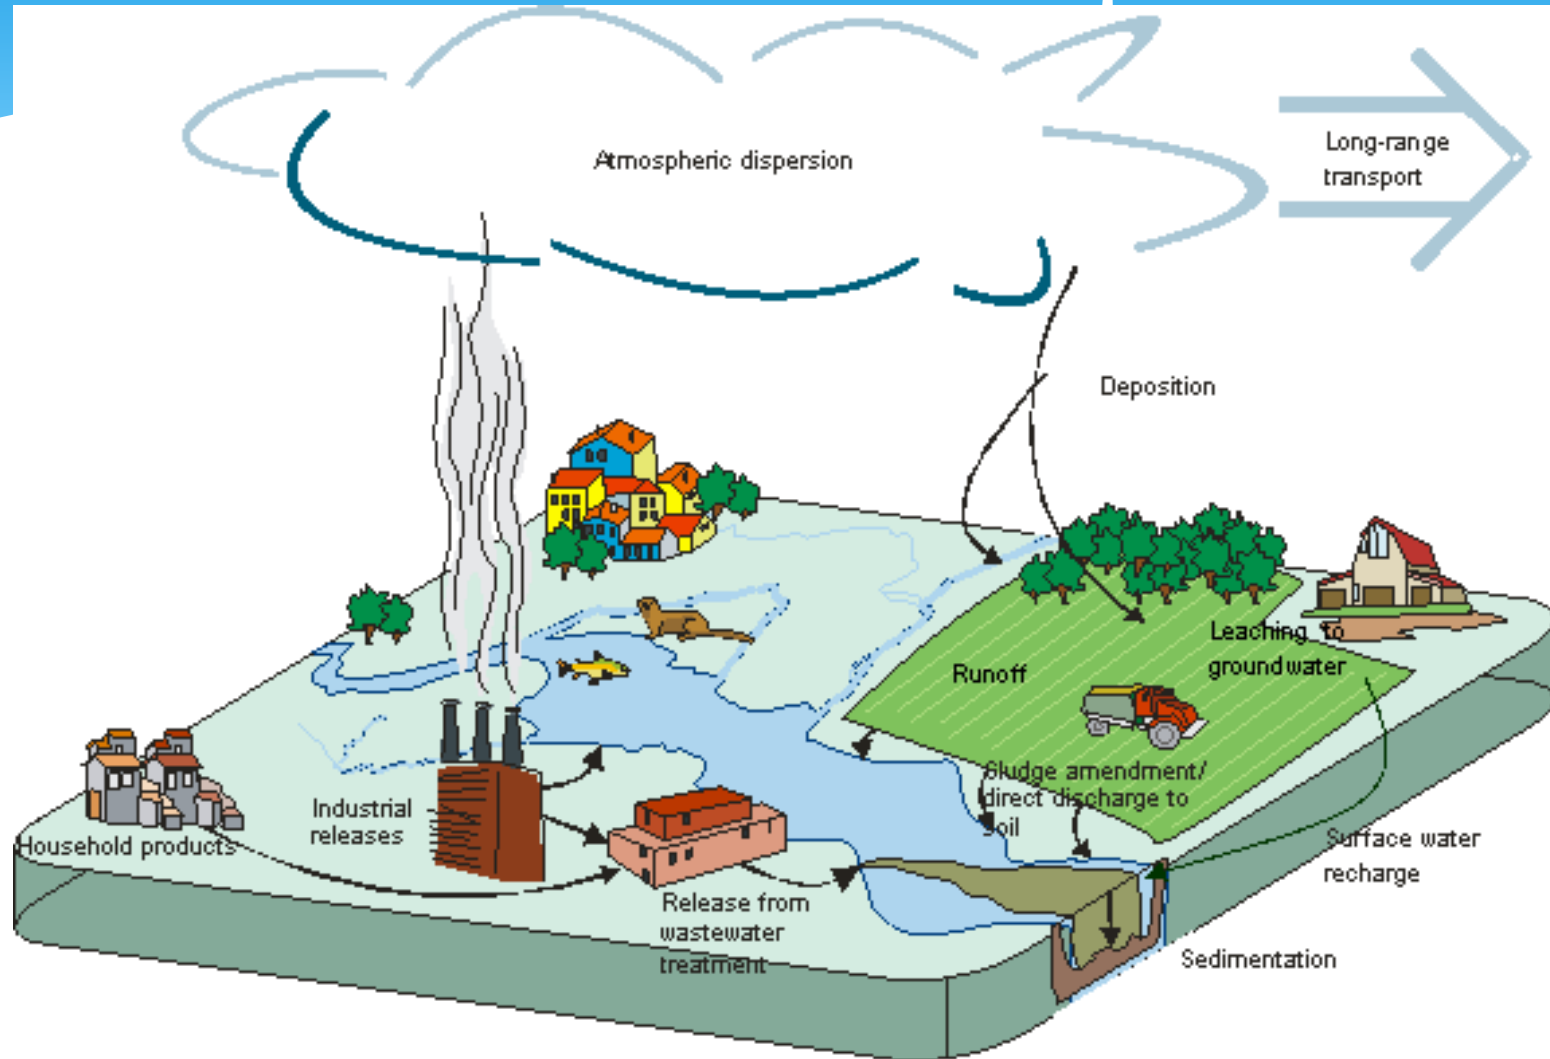 Atmospheric dispersion
Long-range
transport
Deposition
Leaching to
groundwater
Runoff
Sludge amendment/
direct discharge to
soil
Industrial
releases
Household products
Surface water
recharge
Release from
wastewater
treatment
Sedimentation